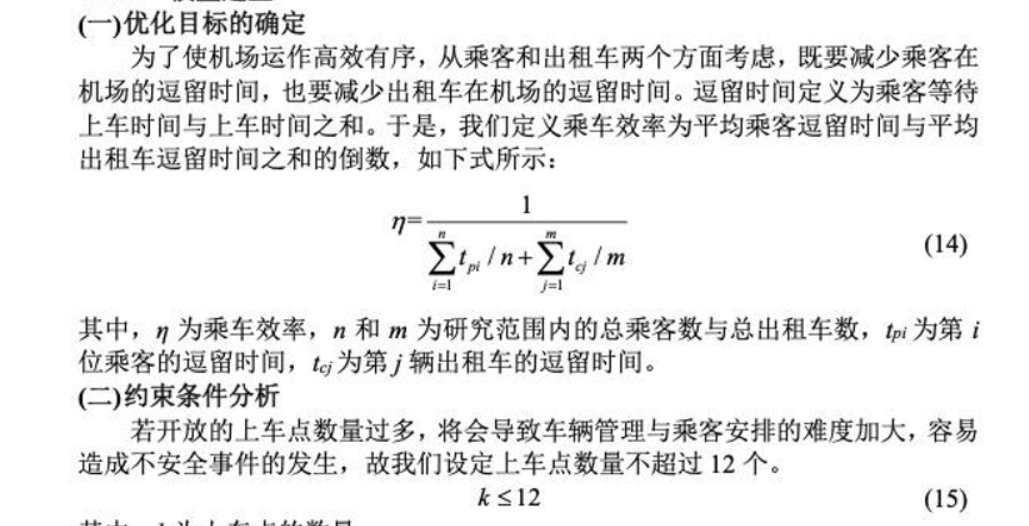 (一)优化目标的确定
为了使机场运作高效有序，从乘客和出租车两个方面考虑，既要减少乘客在
机场的逗留时间，也要减少出租车在机场的逗留时间。逗留时间定义为乘客等待
上车时间与上车时间之和。于是，我们定义乘车效率为平均乘客逗留时间与平均
出租车逗留时间之和的倒数，如下式所示：
η=1/(∑_{i=1}^{n} t_{pi} / n + ∑_{j=1}^{m} t_{cj} / m) (14)
其中，η 为乘车效率，n 和 m 为研究范围内的总乘客数与总出租车数，t_{pi} 为第 i
位乘客的逗留时间，t_{cj} 为第 j 辆出租车的逗留时间。
(二)约束条件分析
若开放的上车点数量过多，将会导致车辆管理与乘客安排的难度加大，容易
造成不安全事件的发生，故我们设定上车点数量不超过 12 个。
k ≤ 12 (15)